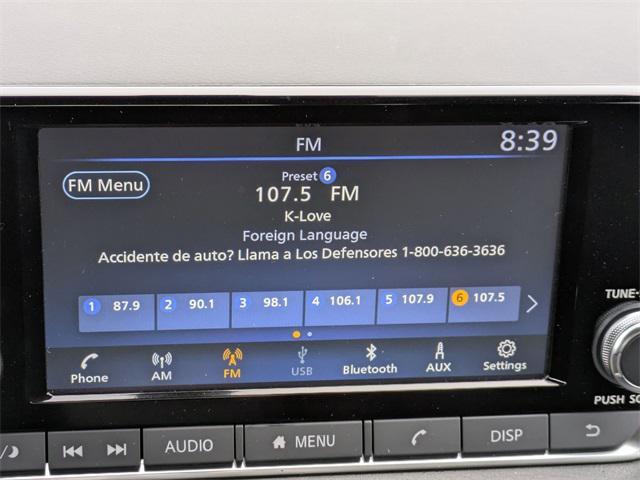 FM
8:39
FM Menu
Preset 6
107.5 FM
K-Love
Foreign Language
Accidente de auto? Llama a Los Defensores 1-800-636-3636
1 87.9 2 90.1 3 98.1 4 106.1 5 107.9 6 107.5
Phone AM FM USB Bluetooth AUX Settings
TUNE-
PUSH SO
AUDIO MENU DISP